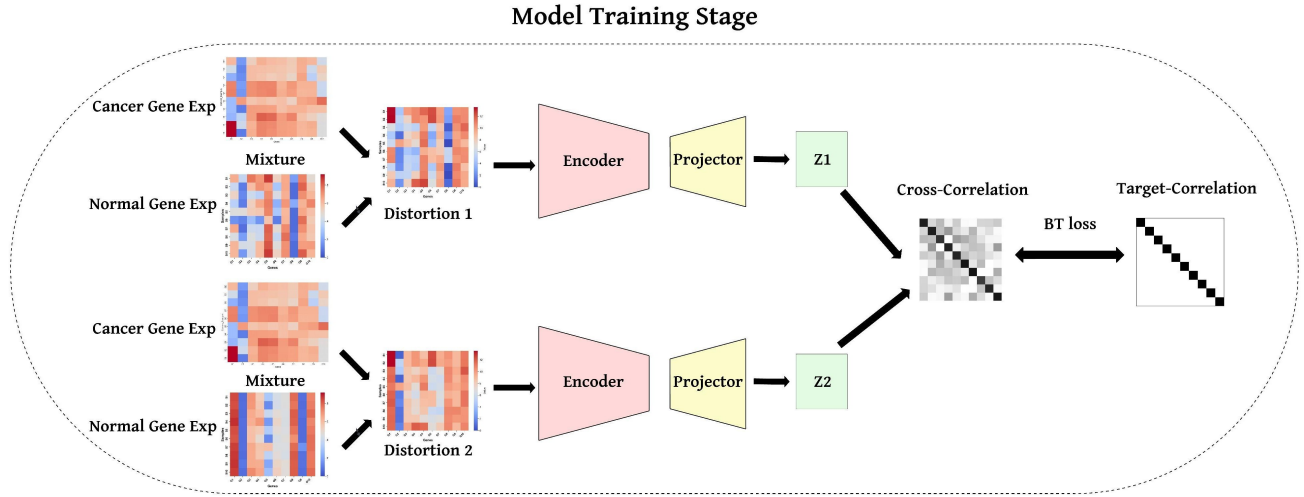 Model Training Stage
Cancer Gene Exp
Mixture
Normal Gene Exp
Distortion 1
Encoder
Projector
Z1
Cross-Correlation
Target-Correlation
BT loss
Cancer Gene Exp
Mixture
Normal Gene Exp
Distortion 2
Encoder
Projector
Z2